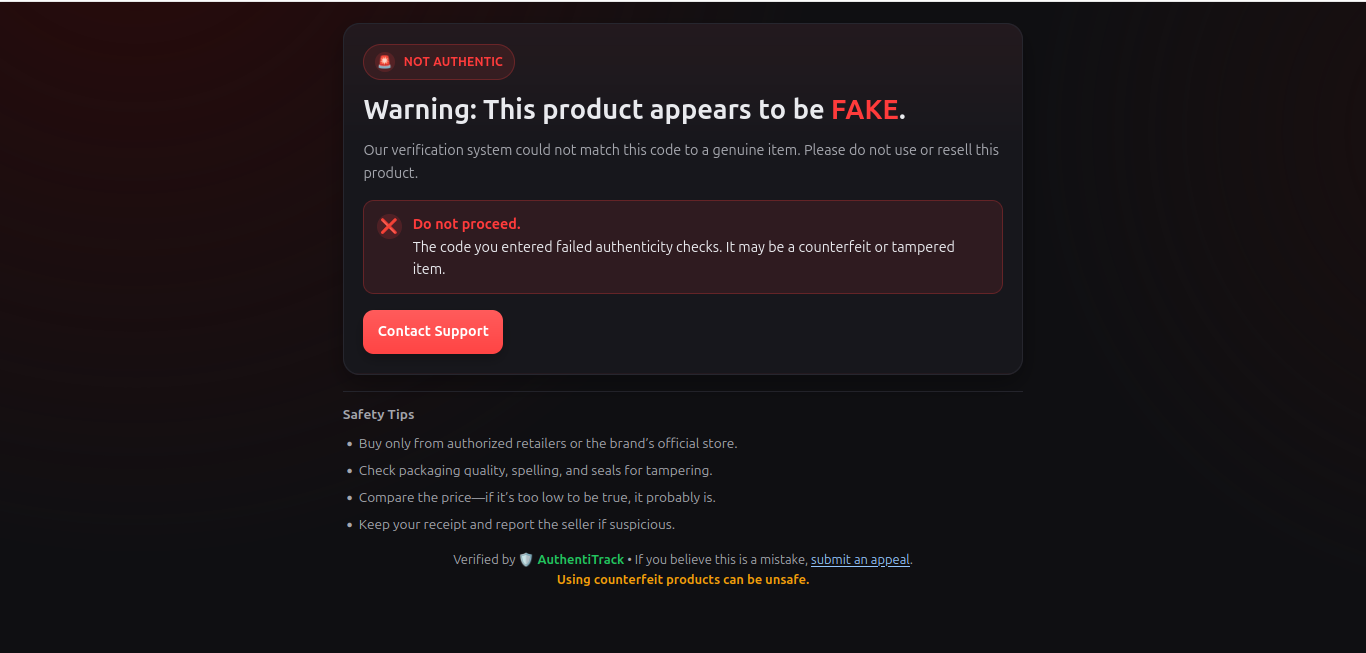 🚨 NOT AUTHENTIC
Warning: This product appears to be FAKE.
Our verification system could not match this code to a genuine item. Please do not use or resell this
product.
❌ Do not proceed.
The code you entered failed authenticity checks. It may be a counterfeit or tampered
item.
Contact Support
Safety Tips
• Buy only from authorized retailers or the brand’s official store.
• Check packaging quality, spelling, and seals for tampering.
• Compare the price—if it’s too low to be true, it probably is.
• Keep your receipt and report the seller if suspicious.
Verified by 🛡️ AuthentiTrack • If you believe this is a mistake, submit an appeal.
Using counterfeit products can be unsafe.